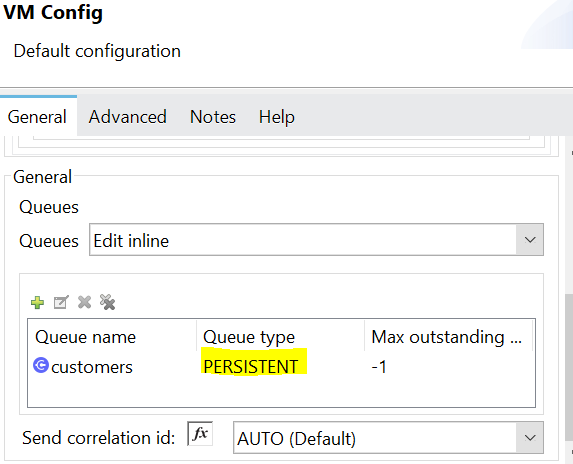 VM Config
Default configuration
General Advanced Notes Help
General
Queues
Queues Edit inline
Queue name Queue type Max outstanding ...
customers PERSISTENT -1
Send correlation id: fx AUTO (Default)